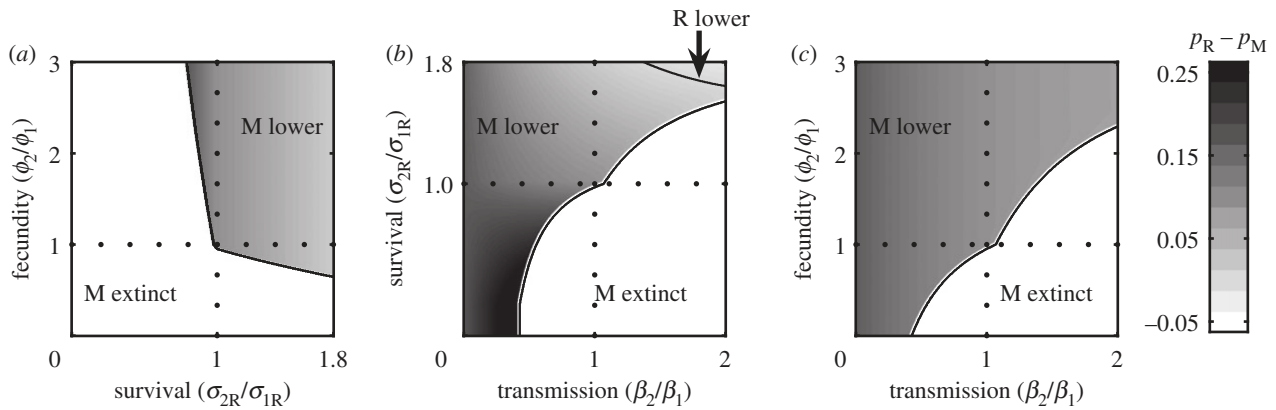 R lower
(a)
3
2
1
0
1
1.8
M lower
M extinct
fecundity (ϕ₂/ϕ₁)
survival (σ₂R/σ₁R)
(b)
1.8
1.0
0
1
2
M lower
M extinct
survival (σ₂R/σ₁R)
transmission (β₂/β₁)
(c)
3
2
1
0
1
2
M lower
M extinct
fecundity (ϕ₂/ϕ₁)
transmission (β₂/β₁)
pR – pM
0.25
0.15
0.05
–0.05